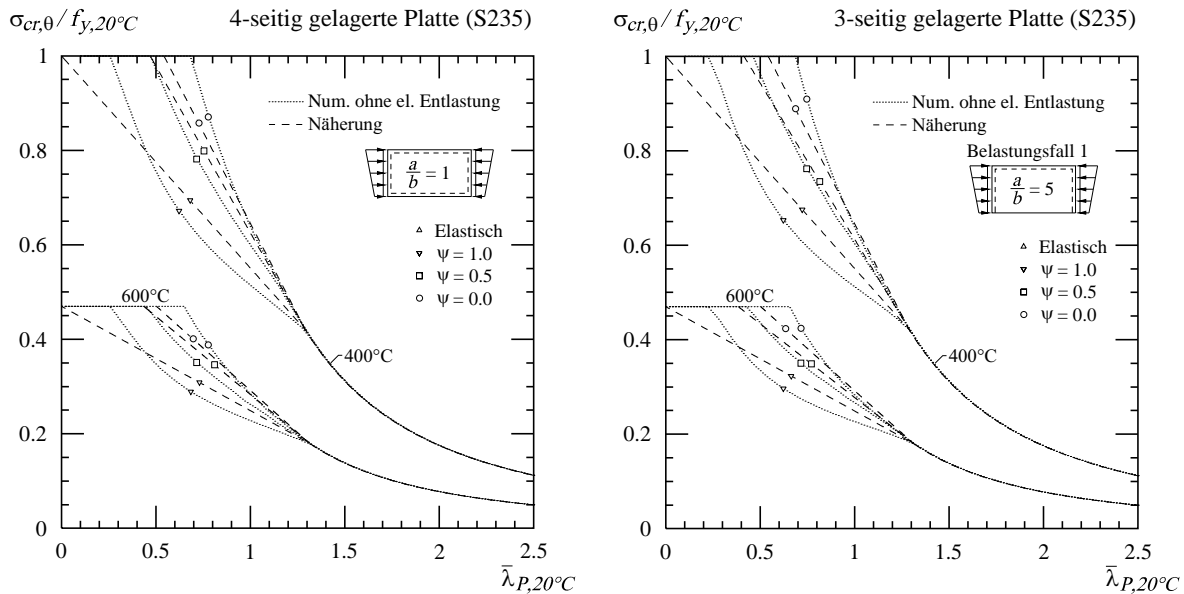 σcr,θ / fy,20°C
4-seitig gelagerte Platte (S235)
1
0.8
0.6
0.4
0.2
0
0
0.5
1
1.5
2
2.5
λ̄P,20°C
Num. ohne el. Entlastung
Näherung
a/b = 1
Elastisch
ψ = 1.0
ψ = 0.5
ψ = 0.0
600°C
400°C
σcr,θ / fy,20°C
3-seitig gelagerte Platte (S235)
1
0.8
0.6
0.4
0.2
0
0
0.5
1
1.5
2
2.5
λ̄P,20°C
Num. ohne el. Entlastung
Näherung
Belastungsfall 1
a/b = 5
Elastisch
ψ = 1.0
ψ = 0.5
ψ = 0.0
600°C
400°C